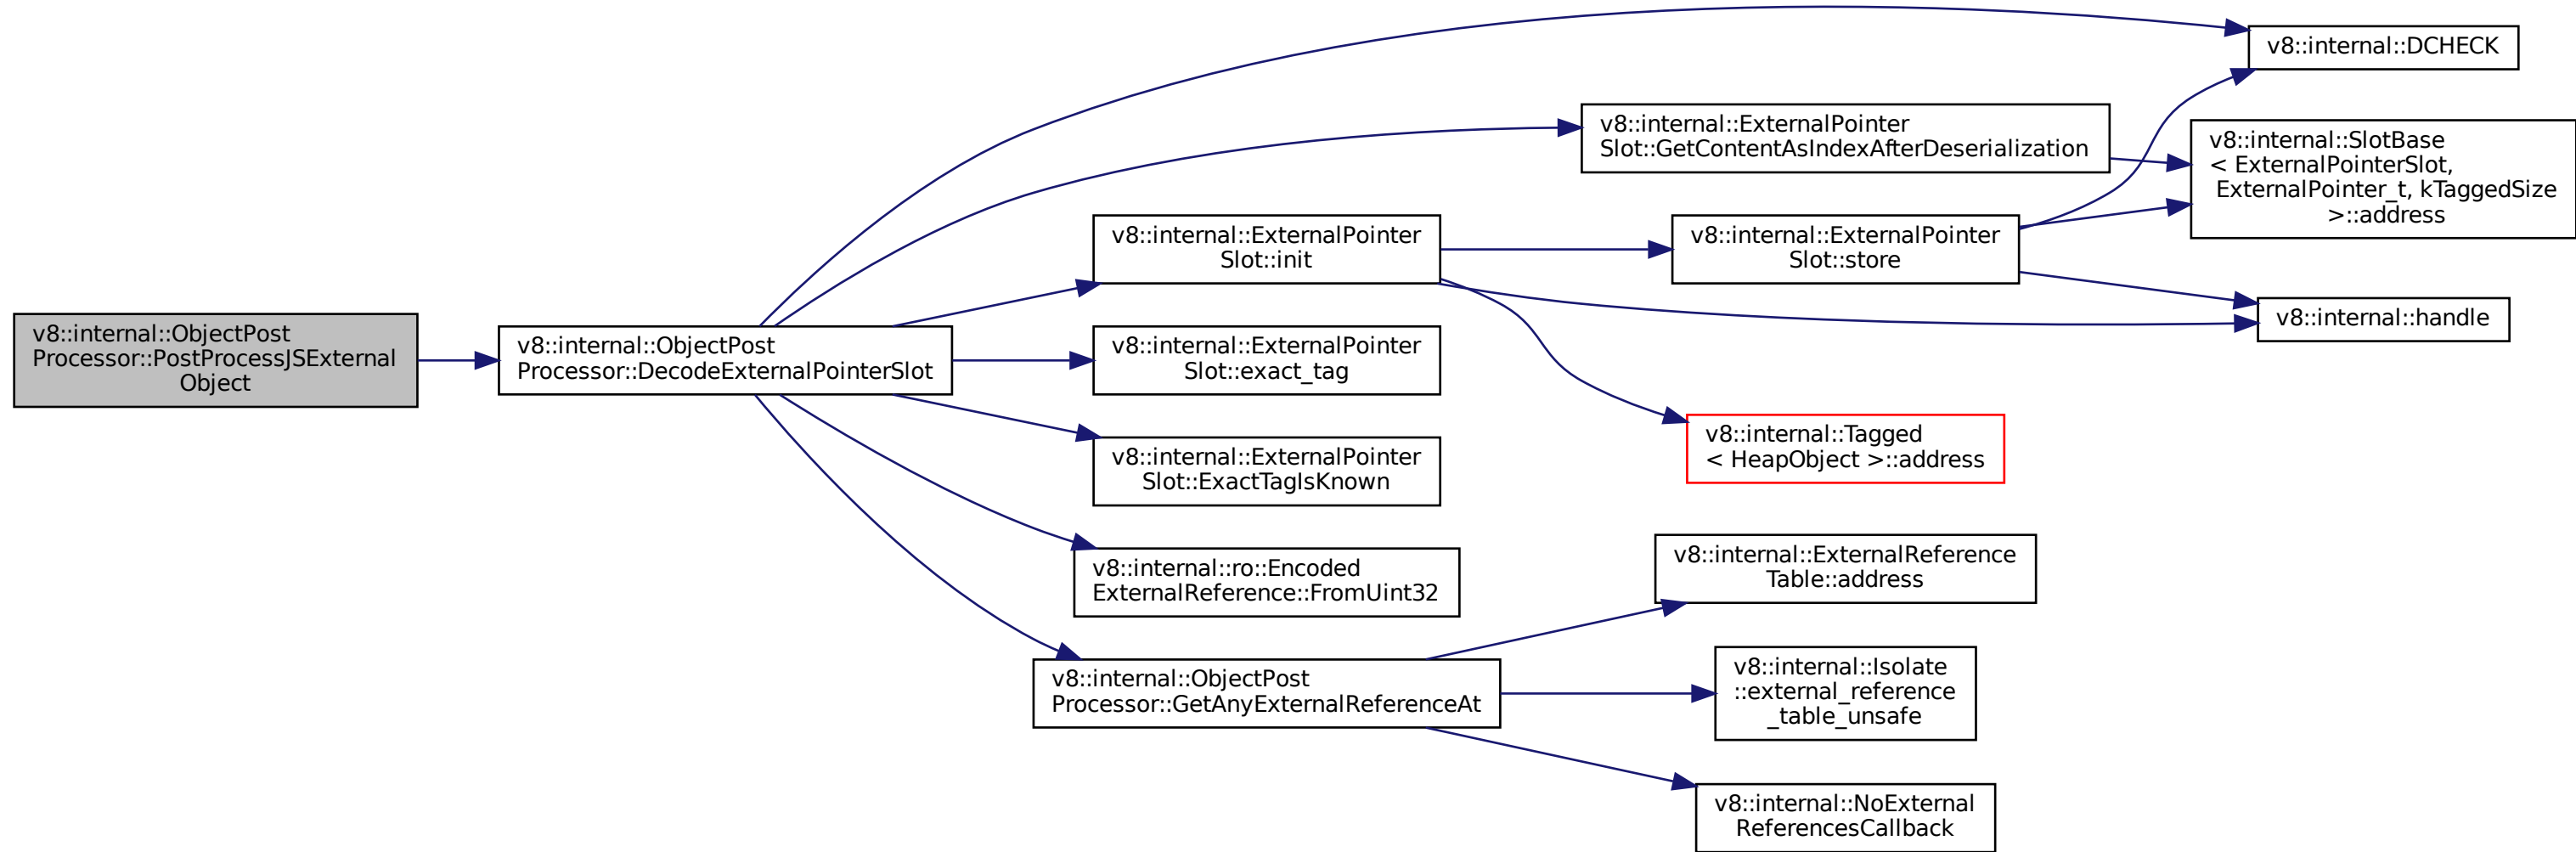 v8::internal::ObjectPost
Processor::PostProcessJSExternal
Object
v8::internal::ObjectPost
Processor::DecodeExternalPointerSlot
v8::internal::DCHECK
v8::internal::ExternalPointer
Slot::GetContentAsIndexAfterDeserialization
v8::internal::SlotBase
< ExternalPointerSlot,
ExternalPointer_t, kTaggedSize
>::address
v8::internal::ExternalPointer
Slot::init
v8::internal::ExternalPointer
Slot::store
v8::internal::handle
v8::internal::ExternalPointer
Slot::exact_tag
v8::internal::Tagged
< HeapObject >::address
v8::internal::ExternalPointer
Slot::ExactTagIsKnown
v8::internal::ro::Encoded
ExternalReference::FromUint32
v8::internal::ExternalReference
Table::address
v8::internal::ObjectPost
Processor::GetAnyExternalReferenceAt
v8::internal::Isolate
::external_reference
_table_unsafe
v8::internal::NoExternal
ReferencesCallback